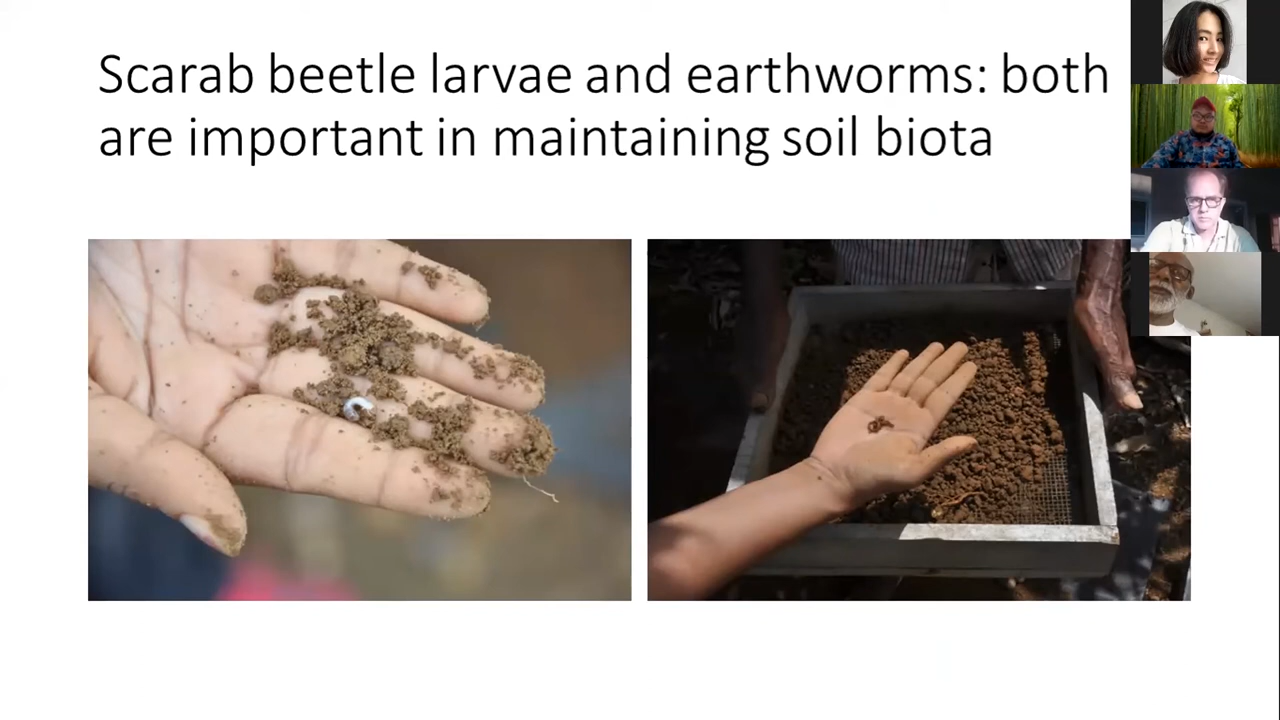 Scarab beetle larvae and earthworms: both
are important in maintaining soil biota